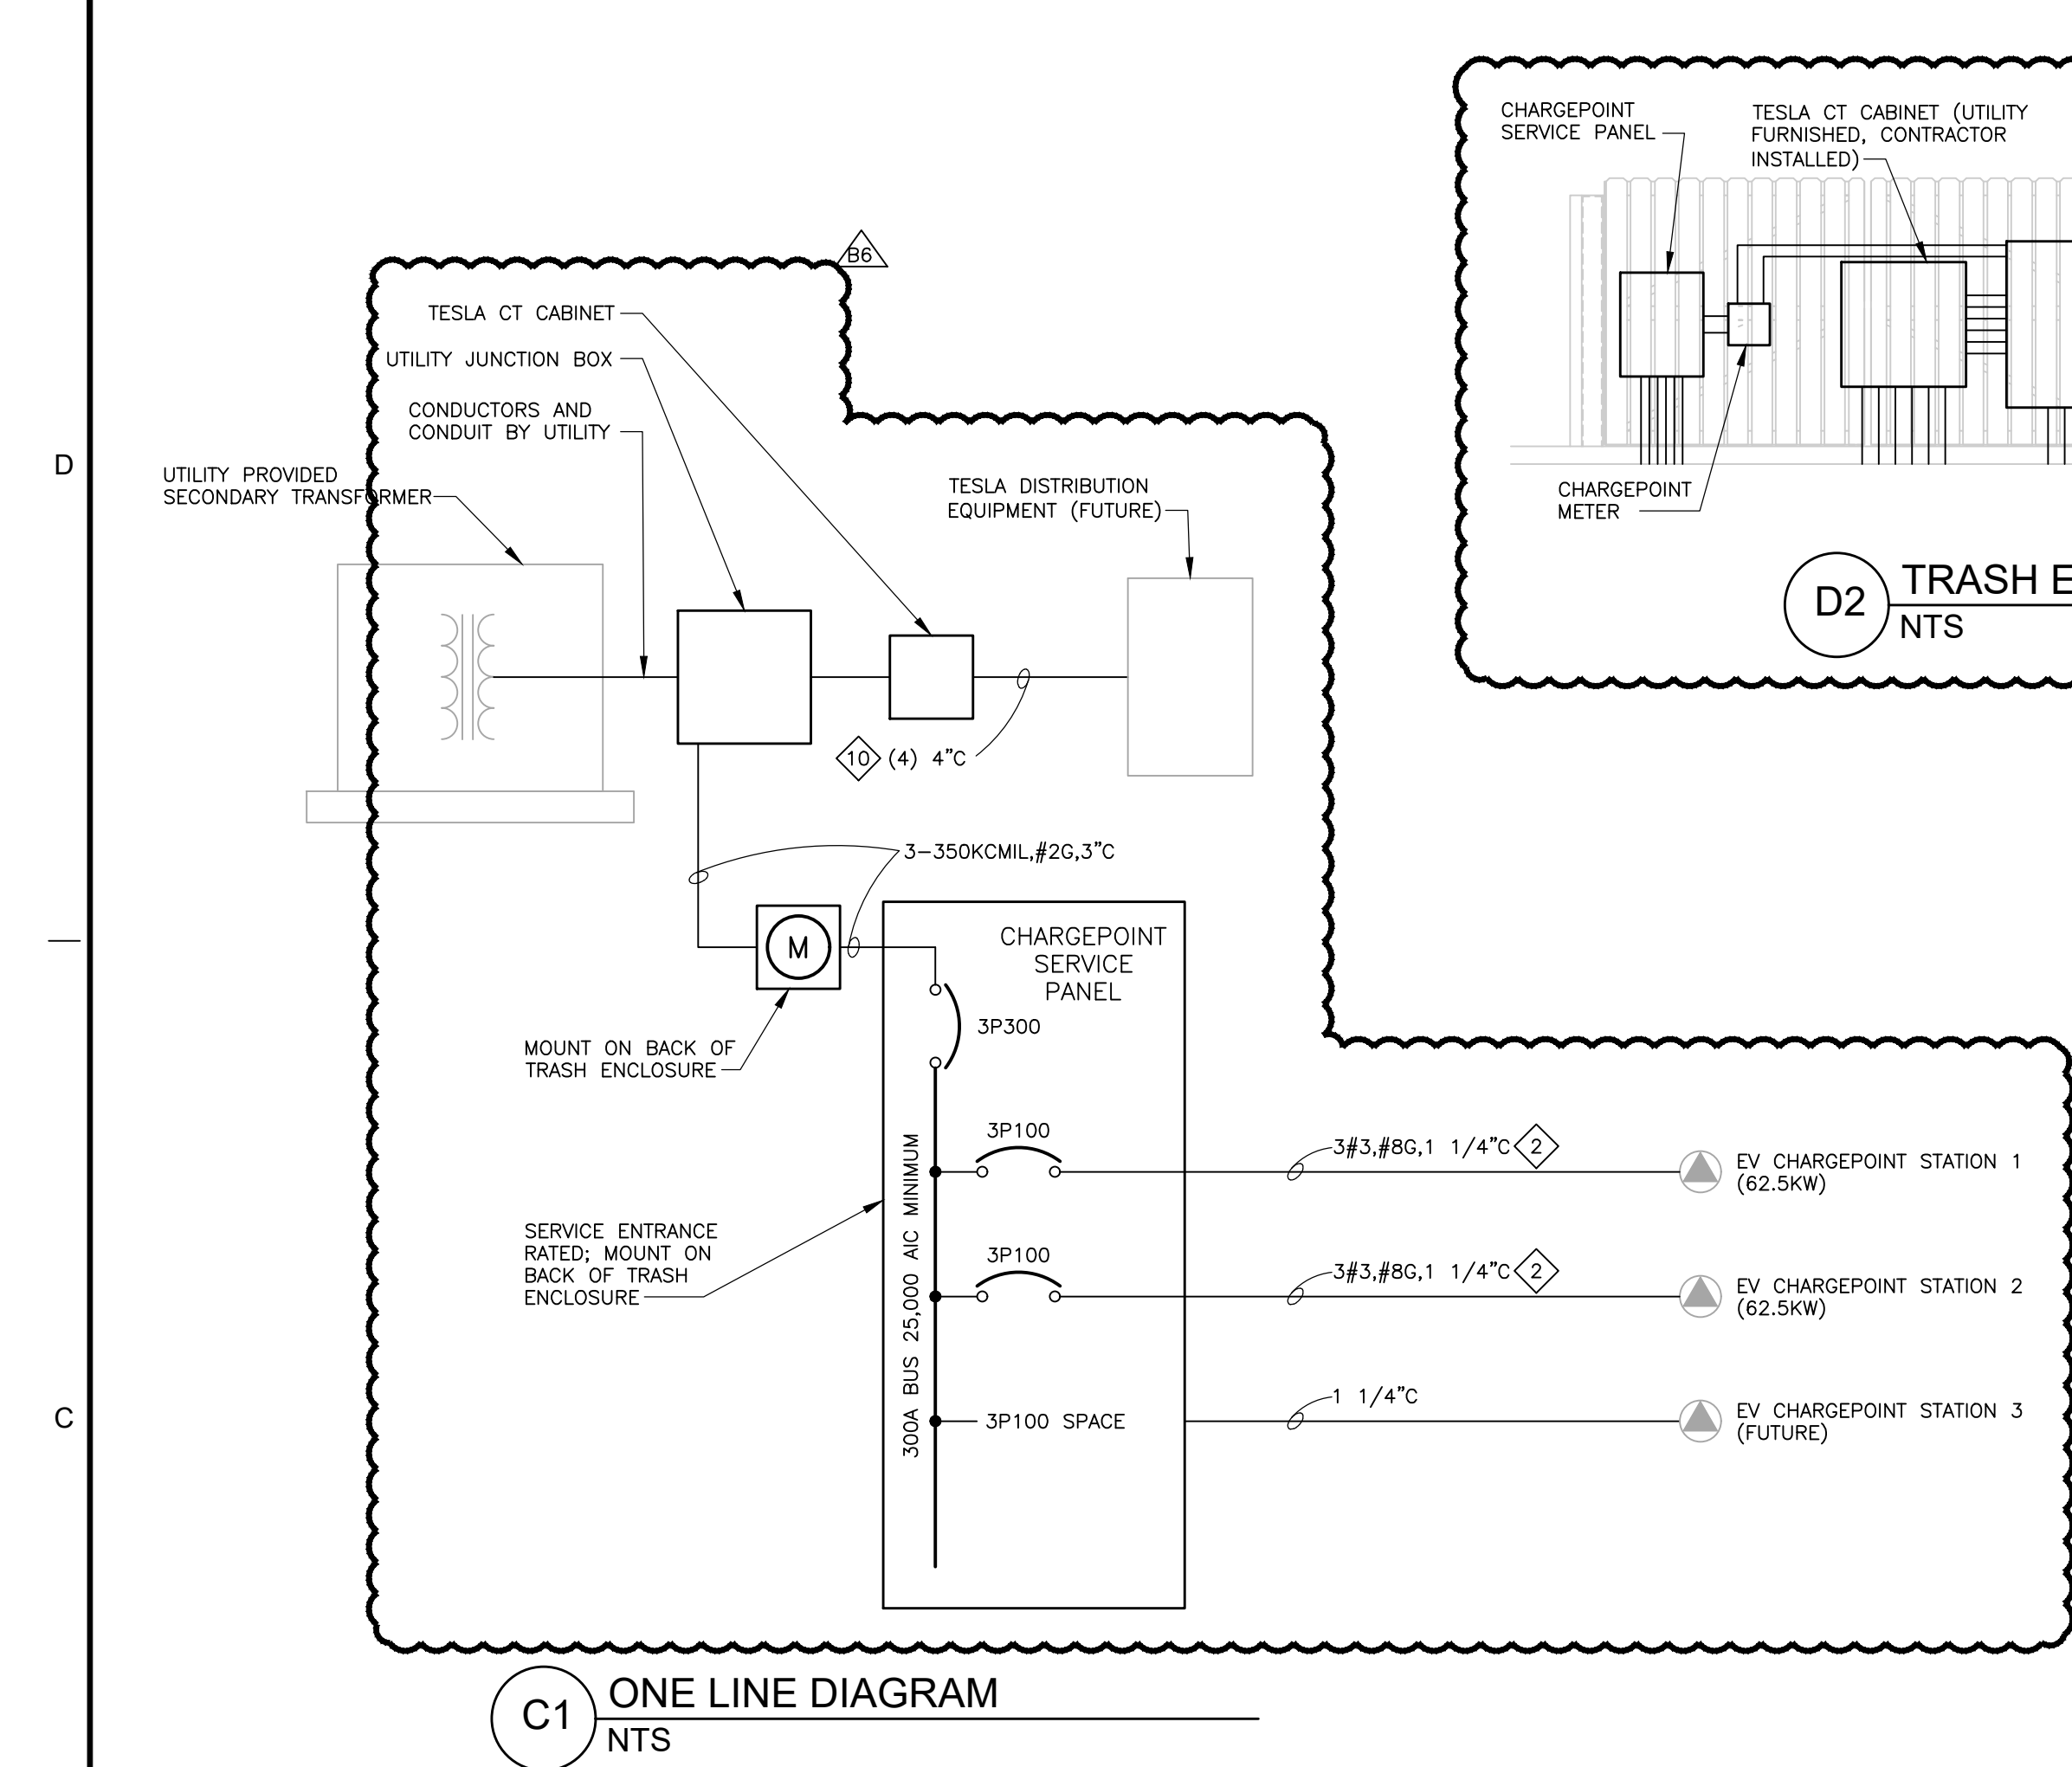 CHARGEPOINT
SERVICE PANEL
TESLA CT CABINET (UTILITY
FURNISHED, CONTRACTOR
INSTALLED)
B6
TESLA CT CABINET
UTILITY JUNCTION BOX
CONDUCTORS AND
CONDUIT BY UTILITY
D
UTILITY PROVIDED
SECONDARY TRANSFORMER
TESLA DISTRIBUTION
EQUIPMENT (FUTURE)
CHARGEPOINT
METER
D2
TRASH E
NTS
10
(4) 4"C
3-350KCMIL,#2G,3"C
M
CHARGEPOINT
SERVICE
PANEL
3P300
MOUNT ON BACK OF
TRASH ENCLOSURE
300A BUS 25,000 AIC MINIMUM
3P100
3#3,#8G,1 1/4"C
2
EV CHARGEPOINT STATION 1
(62.5KW)
SERVICE ENTRANCE
RATED; MOUNT ON
BACK OF TRASH
ENCLOSURE
3P100
3#3,#8G,1 1/4"C
2
EV CHARGEPOINT STATION 2
(62.5KW)
C
3P100 SPACE
1 1/4"C
EV CHARGEPOINT STATION 3
(FUTURE)
C1
ONE LINE DIAGRAM
NTS